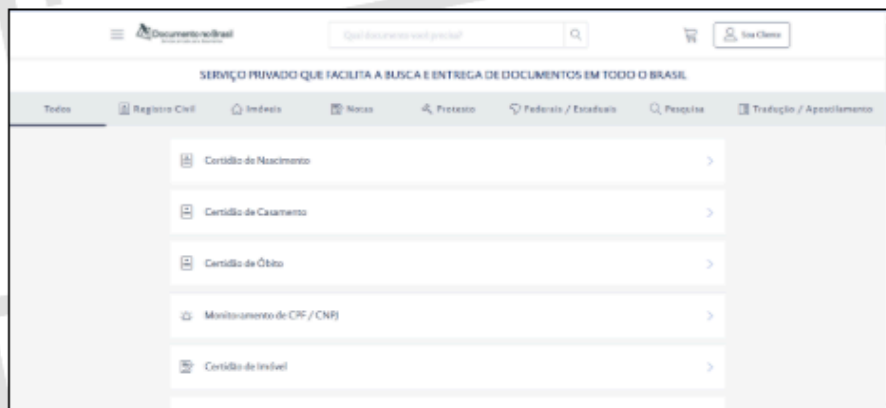 Documento no Brasil
Qual documento você precisa?
Sou Cliente
SERVIÇO PRIVADO QUE FACILITA A BUSCA E ENTREGA DE DOCUMENTOS EM TODO O BRASIL
Todos Registro Civil Imóveis Notas Protesto Federais / Estaduais Pesquisa Tradução / Apostilamento
Certidão de Nascimento
Certidão de Casamento
Certidão de Óbito
Monitoramento de CPF / CNPJ
Certidão de Imóvel